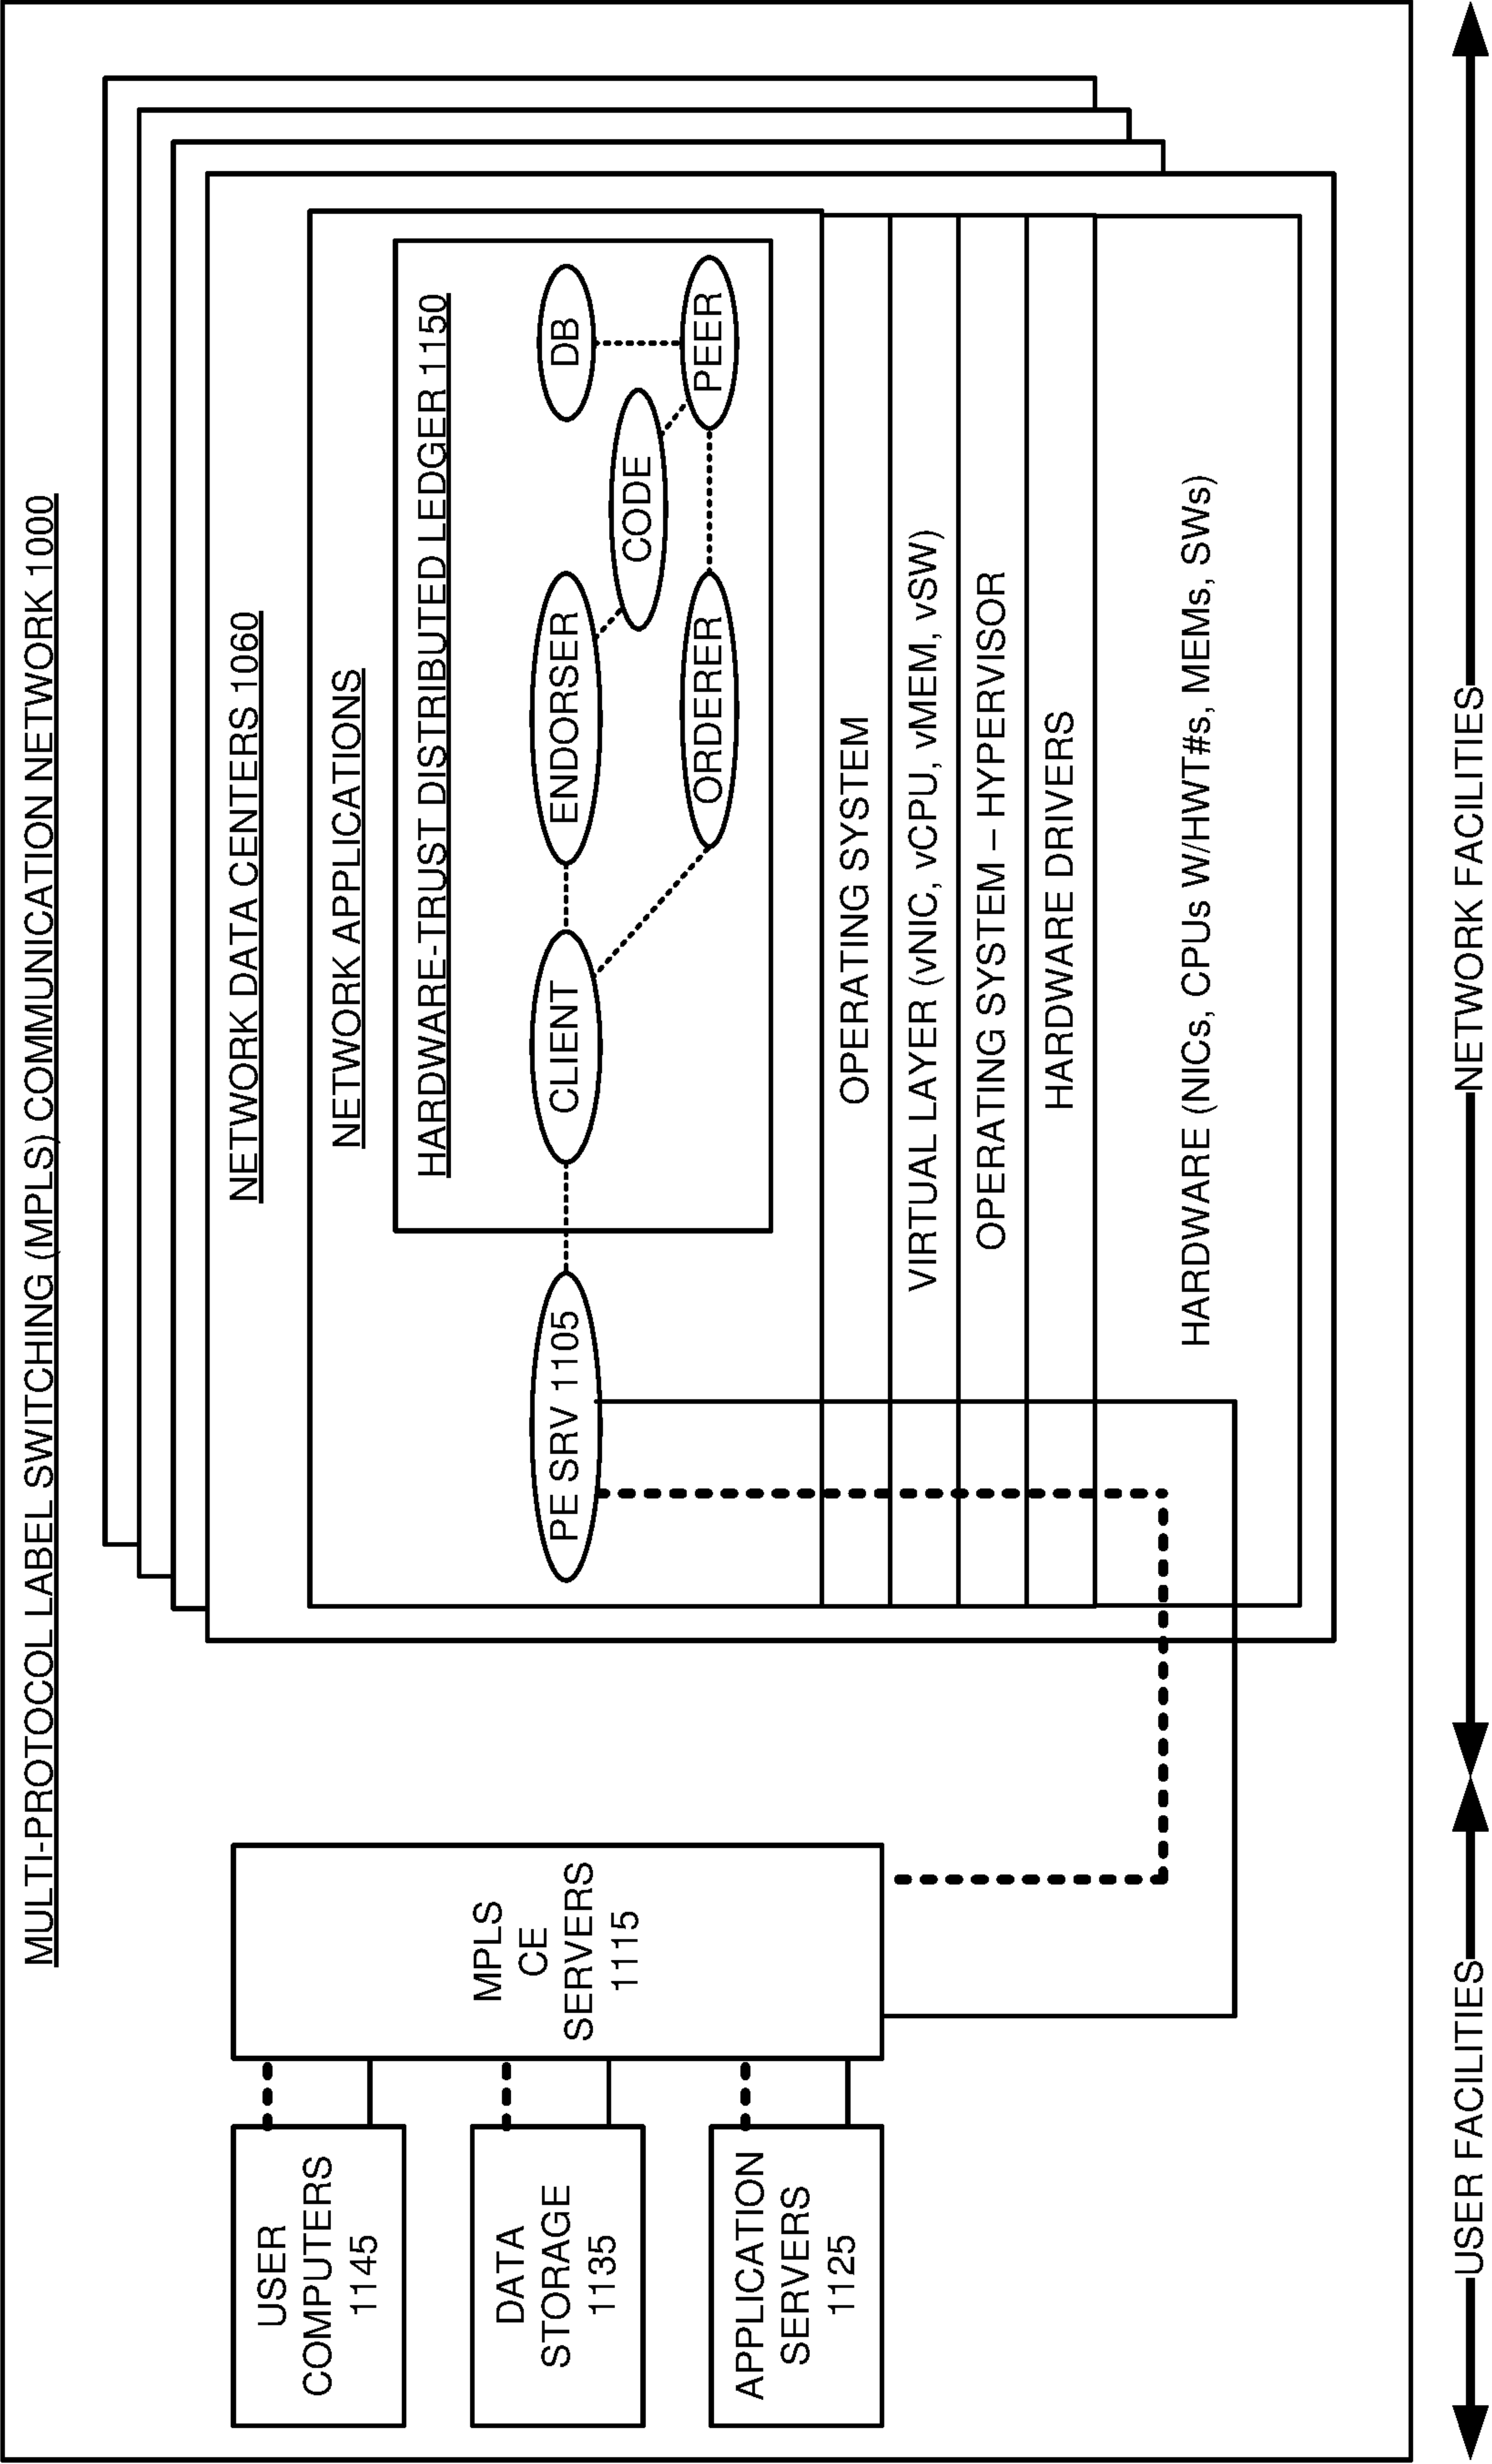 MULTI-PROTOCOL LABEL SWITCHING (MPLS) COMMUNICATION NETWORK 1000
USER
COMPUTERS
1145
DATA
STORAGE
1135
APPLICATION
SERVERS
1125
MPLS
CE
SERVERS
1115
NETWORK DATA CENTERS 1060
NETWORK APPLICATIONS
HARDWARE-TRUST DISTRIBUTED LEDGER 1150
PE SRV 1105
CLIENT
ENDORSER
DB
CODE
ORDERER
PEER
OPERATING SYSTEM
VIRTUAL LAYER (vNIC, vCPU, vMEM, vSW)
OPERATING SYSTEM – HYPERVISOR
HARDWARE DRIVERS
HARDWARE (NICs, CPUs W/HWT#s, MEMs, SWs)
USER FACILITIES
NETWORK FACILITIES